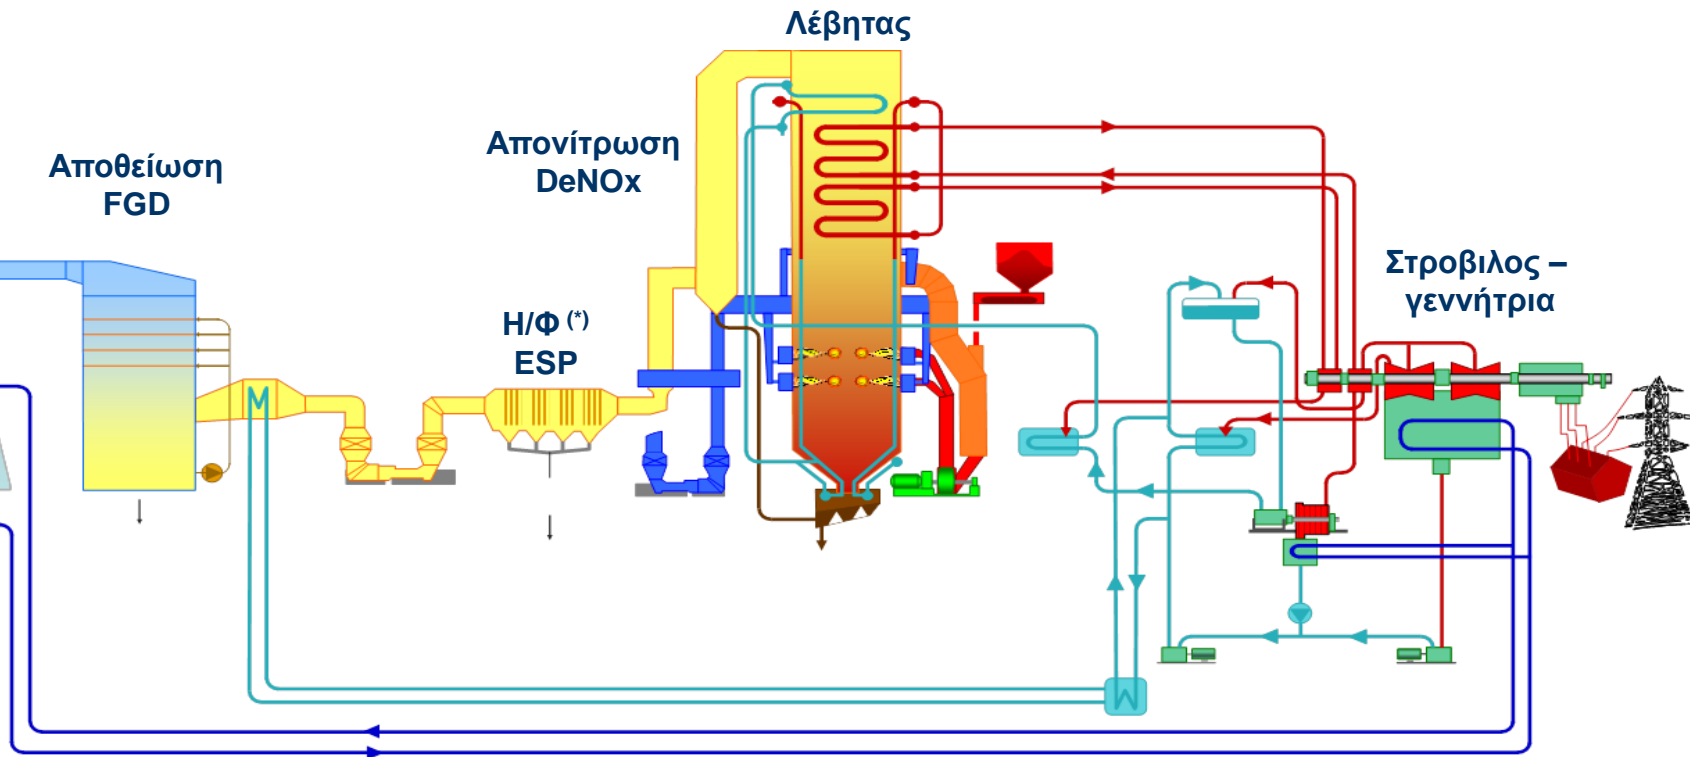 Λέβητας
Απονίτρωση
DeNOx
Αποθείωση
FGD
Η/Φ (*)
ESP
Στροβιλος –
γεννήτρια